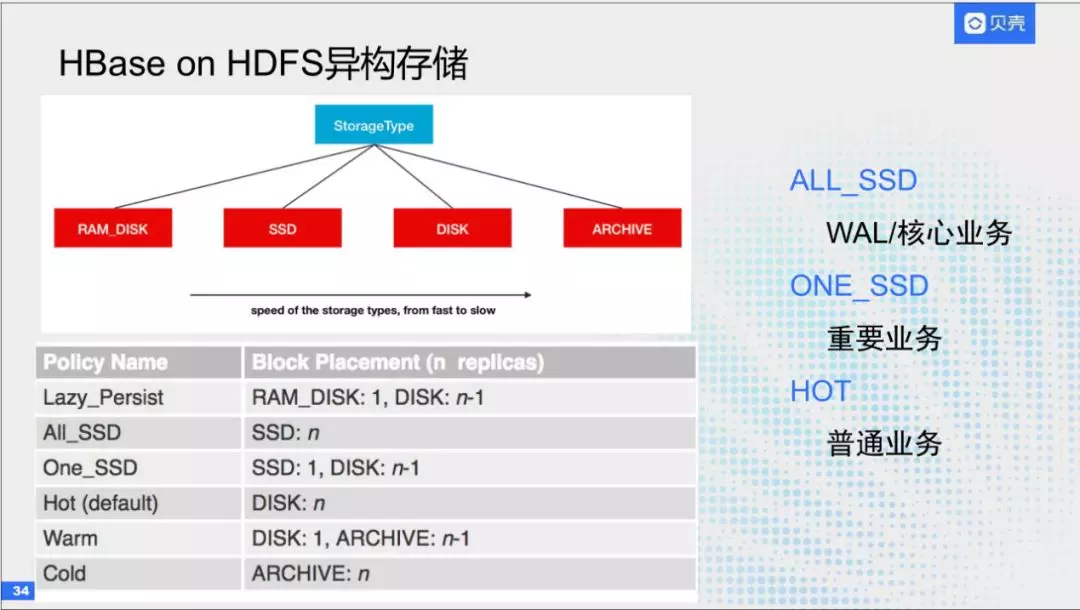 贝壳
HBase on HDFS异构存储
StorageType
RAM_DISK
SSD
DISK
ARCHIVE
speed of the storage types, from fast to slow
Policy Name Block Placement (n replicas)
Lazy_Persist RAM_DISK: 1, DISK: n-1
All_SSD SSD: n
One_SSD SSD: 1, DISK: n-1
Hot (default) DISK: n
Warm DISK: 1, ARCHIVE: n-1
Cold ARCHIVE: n
ALL_SSD
WAL/核心业务
ONE_SSD
重要业务
HOT
普通业务
34